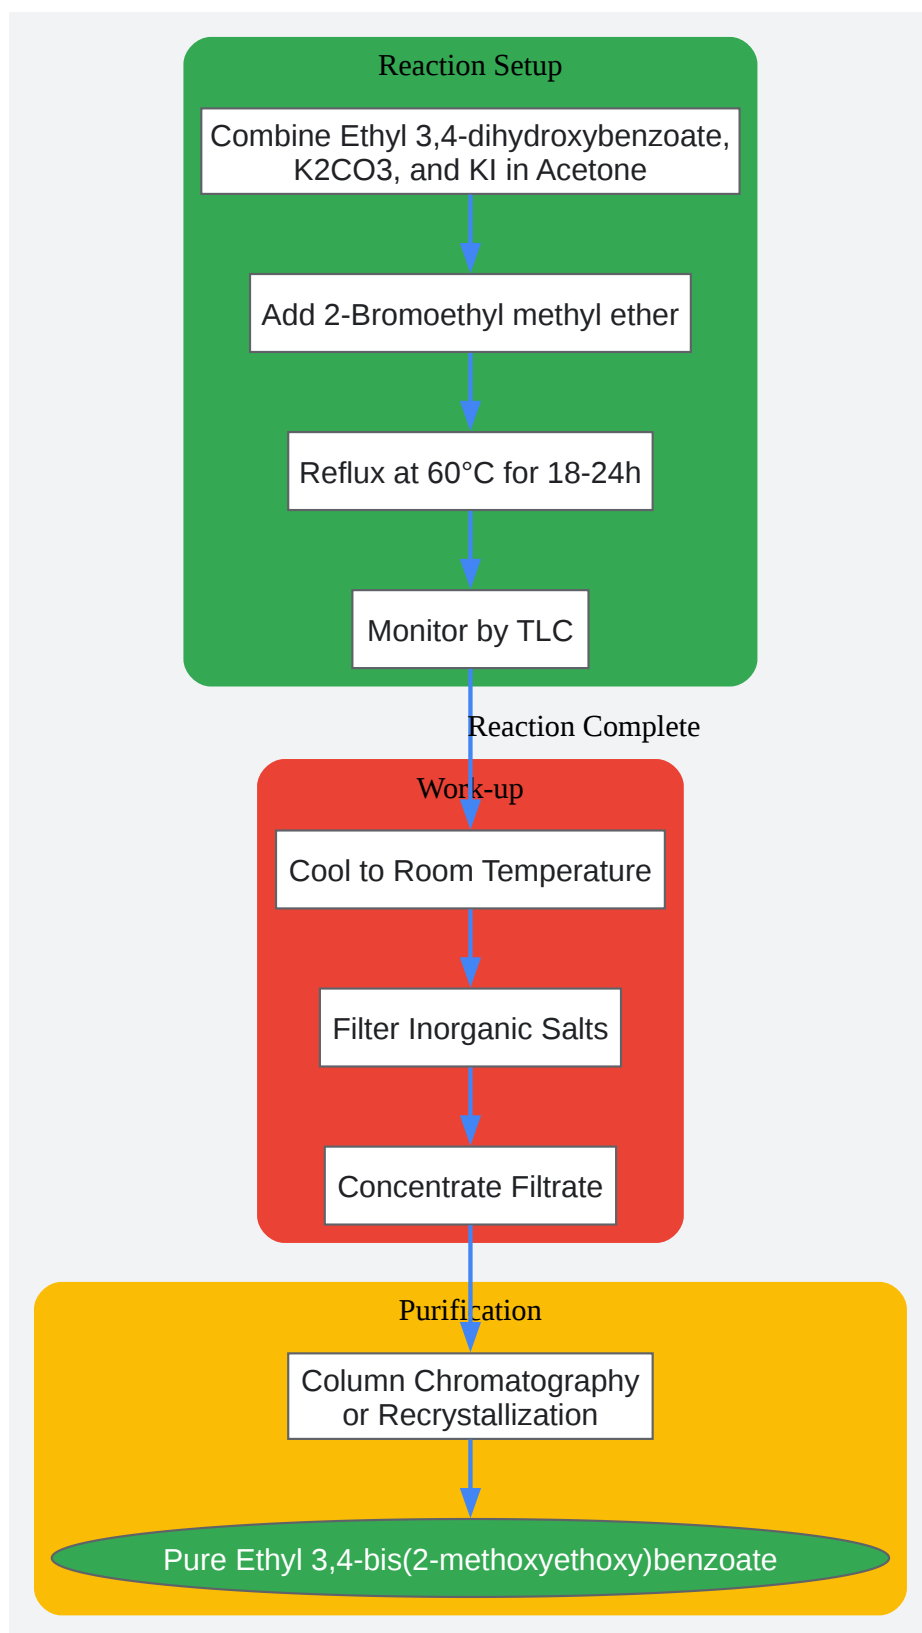 Reaction Setup
Combine Ethyl 3,4-dihydroxybenzoate,
K2CO3, and KI in Acetone
Add 2-Bromoethyl methyl ether
Reflux at 60°C for 18-24h
Monitor by TLC
Reaction Complete
Work-up
Cool to Room Temperature
Filter Inorganic Salts
Concentrate Filtrate
Purification
Column Chromatography
or Recrystallization
Pure Ethyl 3,4-bis(2-methoxyethoxy)benzoate